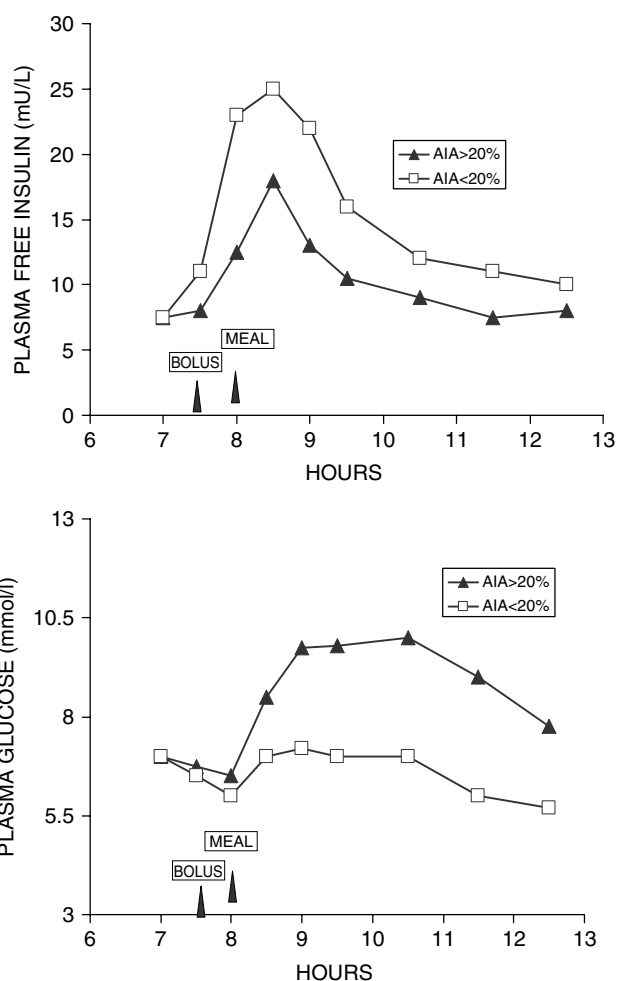 30
25
20
15
10
5
0
PLASMA FREE INSULIN (mU/L)
AIA>20%
AIA<20%
MEAL
BOLUS
6 7 8 9 10 11 12 13
HOURS
13
10.5
8
5.5
3
PLASMA GLUCOSE (mmol/l)
AIA>20%
AIA<20%
MEAL
BOLUS
6 7 8 9 10 11 12 13
HOURS